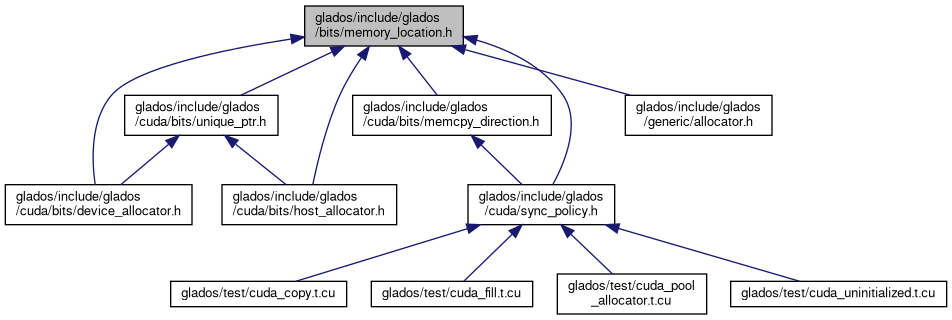 glados/include/glados
/bits/memory_location.h
glados/include/glados
/cuda/bits/unique_ptr.h
glados/include/glados
/cuda/bits/memcpy_direction.h
glados/include/glados
/generic/allocator.h
glados/include/glados
/cuda/bits/device_allocator.h
glados/include/glados
/cuda/bits/host_allocator.h
glados/include/glados
/cuda/sync_policy.h
glados/test/cuda_copy.t.cu
glados/test/cuda_fill.t.cu
glados/test/cuda_pool
_allocator.t.cu
glados/test/cuda_uninitialized.t.cu